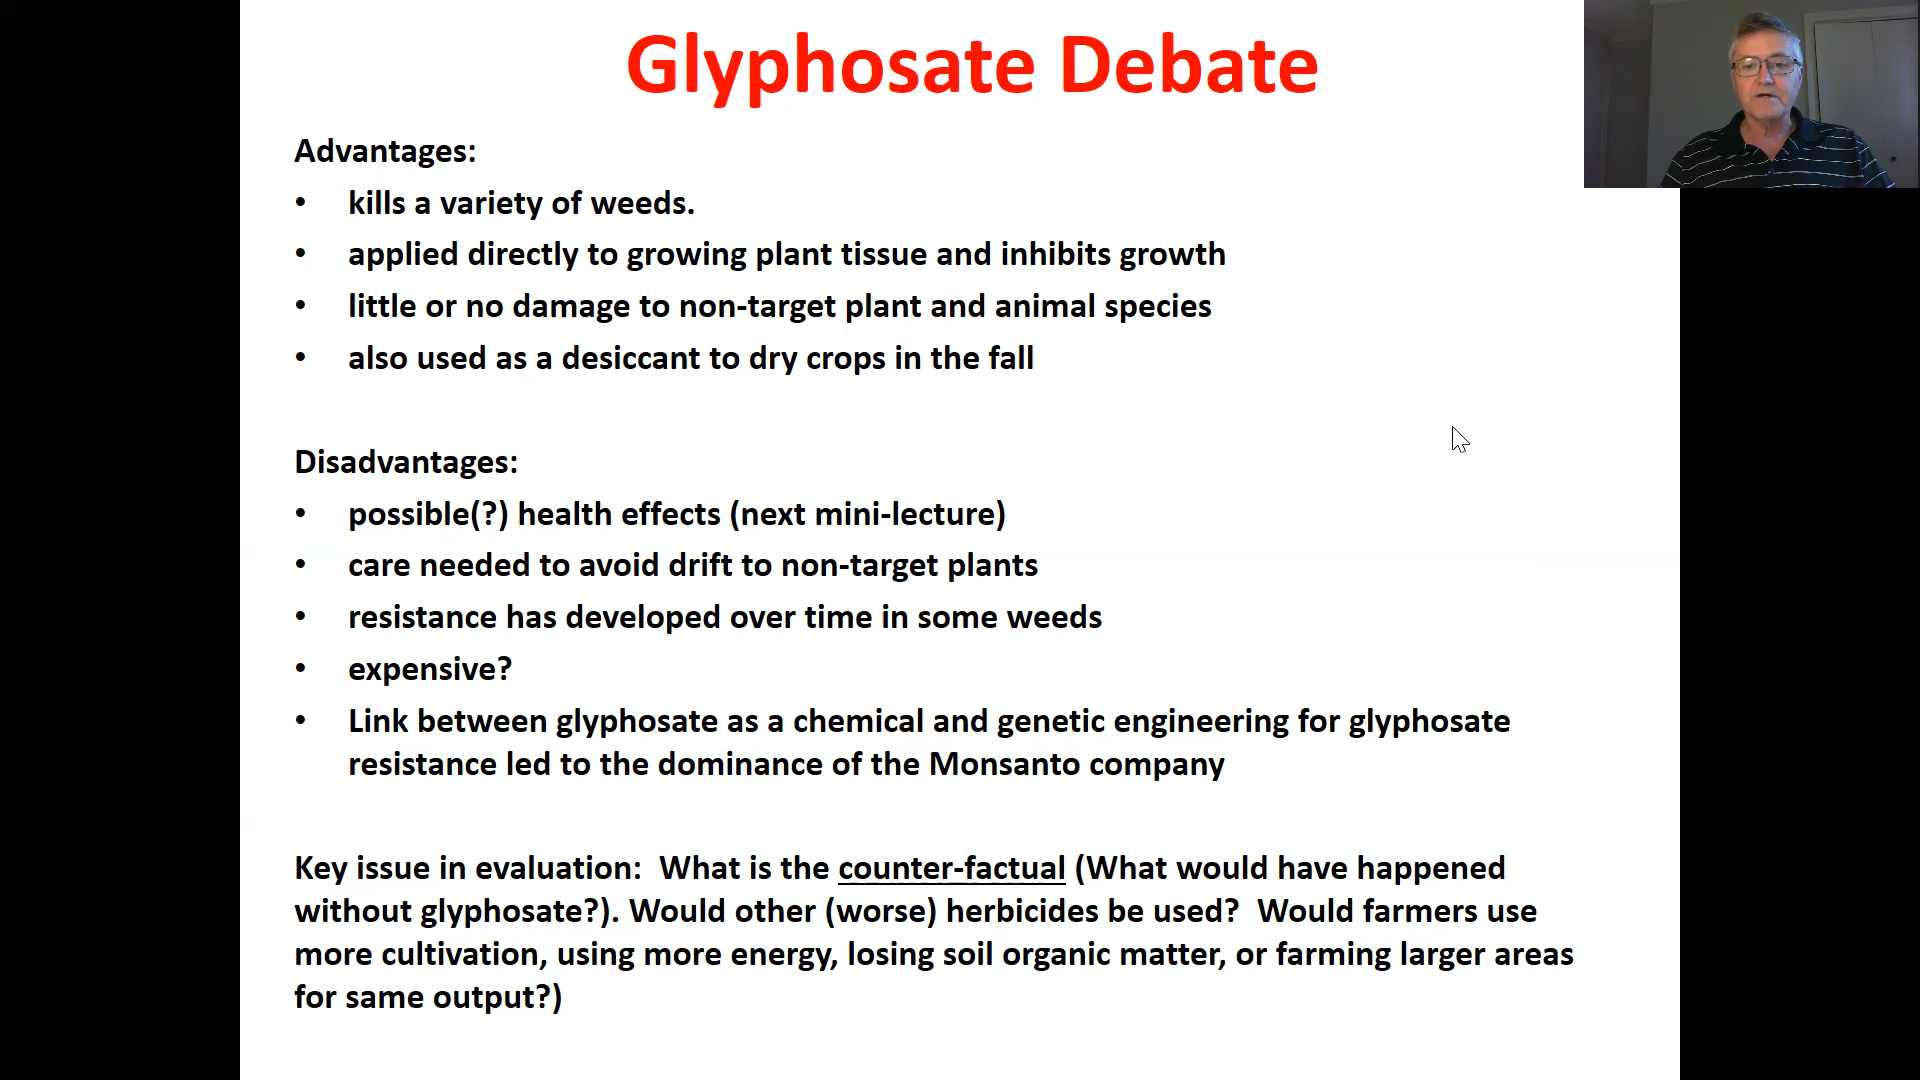 Glyphosate Debate
Advantages:
• kills a variety of weeds.
• applied directly to growing plant tissue and inhibits growth
• little or no damage to non-target plant and animal species
• also used as a desiccant to dry crops in the fall
Disadvantages:
• possible(?) health effects (next mini-lecture)
• care needed to avoid drift to non-target plants
• resistance has developed over time in some weeds
• expensive?
• Link between glyphosate as a chemical and genetic engineering for glyphosate
resistance led to the dominance of the Monsanto company
Key issue in evaluation:  What is the counter-factual (What would have happened
without glyphosate?). Would other (worse) herbicides be used?  Would farmers use
more cultivation, using more energy, losing soil organic matter, or farming larger areas
for same output?)